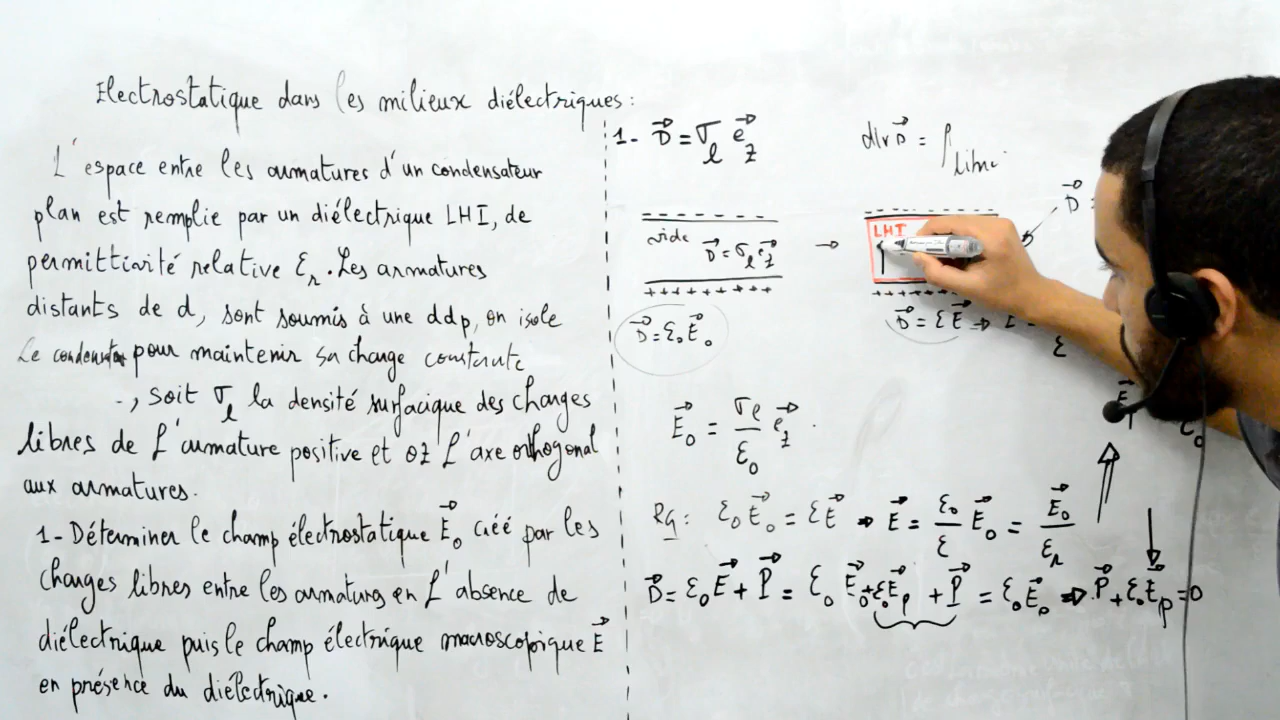 Electrostatique dans les milieux diélectriques :
L'espace entre les armatures d'un condensateur
plan est remplie par un diélectrique LHI, de
permittivité relative εr. Les armatures
distants de d, sont soumis à une ddp, on isole
Le condensat pour maintenir sa charge constante
-, soit σl la densité surfacique des charges
libres de l'armature positive et oz l'axe orthogonal
aux armatures.
1- Déterminer le champ électrostatique E⃗0 créé par les
charges libres entre les armatures en l'absence de
diélectrique puis le champ électrique macroscopique E⃗
en présence du diélectrique.
1- D⃗ = σl e⃗z
div D⃗ = ρlibre
D⃗ =
- - - - - - - -
vide D⃗ = σl e⃗z →
+ + + + + + + + +
D⃗ = ε0 E⃗0
LHI
D⃗ = ε E⃗ ⇒
ε
E⃗0 = σl/ε0 e⃗z .
ε0
Rq : ε0 E⃗0 = ε E⃗ ⇒ E⃗ = ε0/ε E⃗0 = E⃗0/εr
D⃗ = ε0 E⃗ + P⃗ = ε0 E⃗0 + ε0 E⃗p + P⃗ = ε0 E⃗0 ⇒ P⃗ + ε0 E⃗p = 0